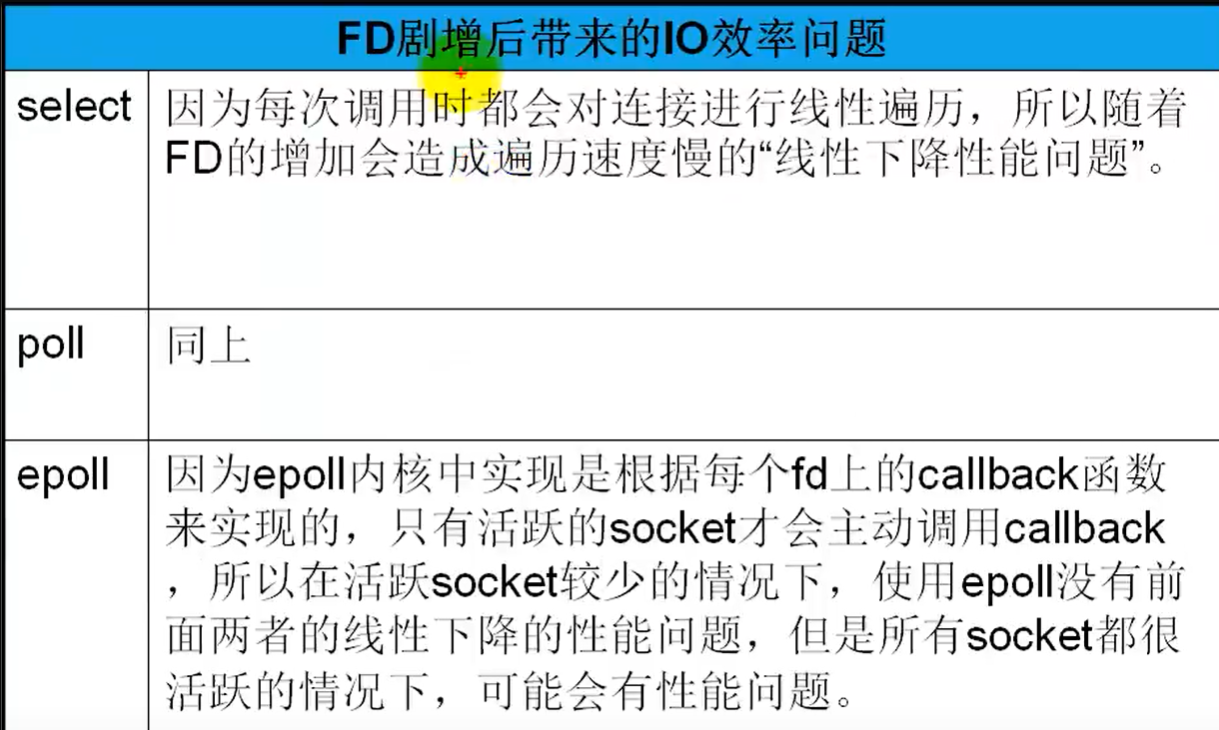 FD剧增后带来的IO效率问题
select
因为每次调用时都会对连接进行线性遍历，所以随着
FD的增加会造成遍历速度慢的“线性下降性能问题”。
poll
同上
epoll
因为epoll内核中实现是根据每个fd上的callback函数
来实现的，只有活跃的socket才会主动调用callback
，所以在活跃socket较少的情况下，使用epoll没有前
面两者的线性下降的性能问题，但是所有socket都很
活跃的情况下，可能会有性能问题。